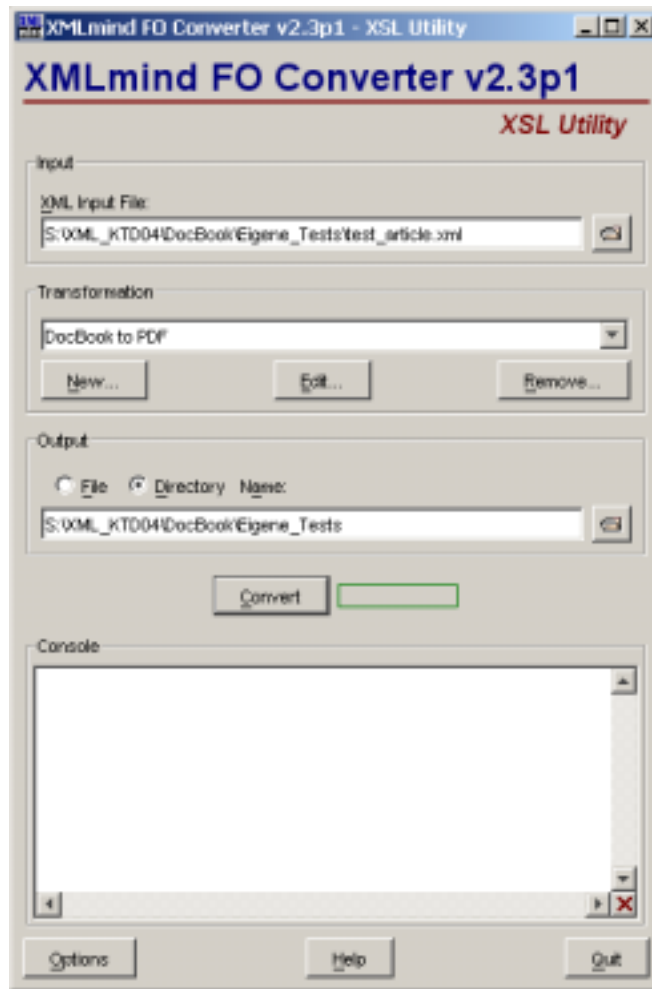 XMLmind FO Converter v2.3p1 - XSL Utility
XMLmind FO Converter v2.3p1
XSL Utility
Input
XML Input File:
S:\XML_KTD04\DocBook\Eigene_Tests\test_article.xml
Transformation
DocBook to PDF
New... Edit... Remove...
Output
File Directory Name:
S:\XML_KTD04\DocBook\Eigene_Tests
Convert
Console
Options Help Quit